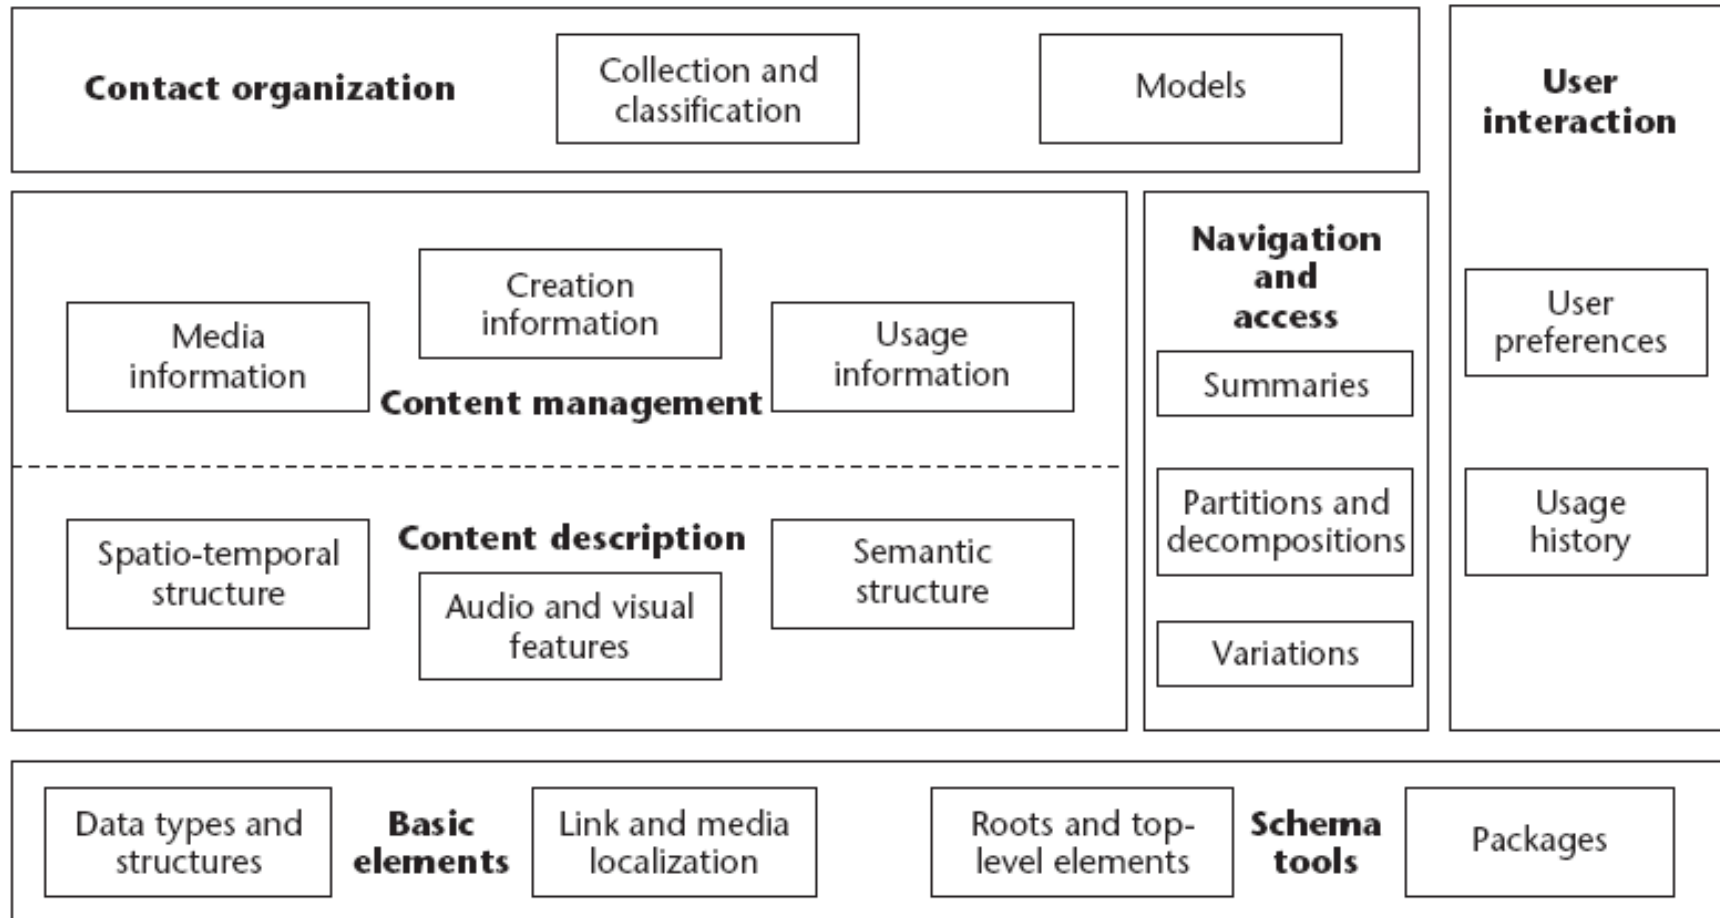 Contact organization
Collection and
classification
Models
User
interaction
Media
information
Creation
information
Usage
information
Content management
Navigation
and
access
Summaries
Partitions and
decompositions
Variations
User
preferences
Usage
history
Spatio-temporal
structure
Content description
Audio and visual
features
Semantic
structure
Data types and
structures
Basic
elements
Link and media
localization
Roots and top-
level elements
Schema
tools
Packages